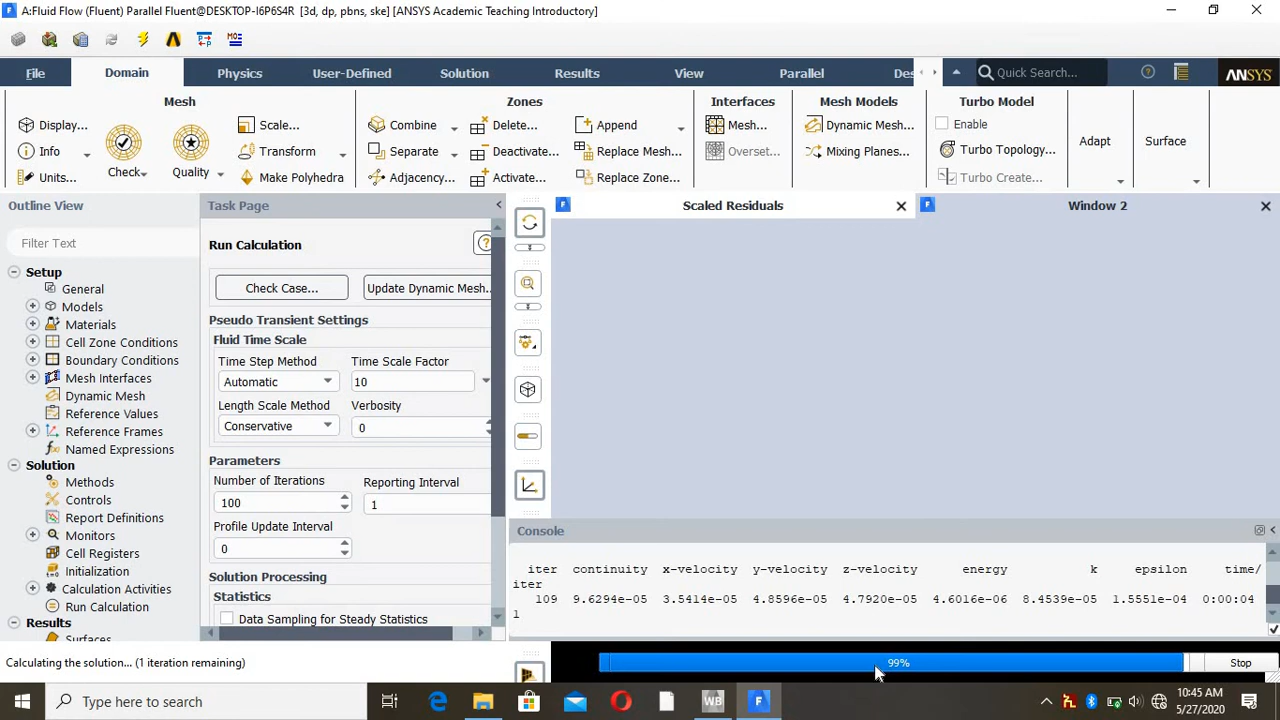 A:Fluid Flow (Fluent) Parallel Fluent@DESKTOP-I6P6S4R [3d, dp, pbns, ske] [ANSYS Academic Teaching Introductory]
File Domain Physics User-Defined Solution Results View Parallel De Quick Search... ANSYS
Mesh Zones Interfaces Mesh Models Turbo Model
Display... Scale... Combine Delete... Append Mesh... Dynamic Mesh... Enable
Info Transform Separate Deactivate... Replace Mesh... Overset... Mixing Planes... Turbo Topology... Adapt Surface
Units... Check Quality Make Polyhedra Adjacency... Activate... Replace Zone... Turbo Create...
Outline View
Filter Text
Setup
General
Models
Materials
Cell Zone Conditions
Boundary Conditions
Mesh Interfaces
Dynamic Mesh
Reference Values
Reference Frames
Named Expressions
Solution
Methods
Controls
Report Definitions
Monitors
Cell Registers
Initialization
Calculation Activities
Run Calculation
Results
Surfaces
Task Page
Run Calculation
Check Case... Update Dynamic Mesh...
Pseudo Transient Settings
Fluid Time Scale
Time Step Method Time Scale Factor
Automatic 10
Length Scale Method Verbosity
Conservative 0
Parameters
Number of Iterations Reporting Interval
100 1
Profile Update Interval
0
Solution Processing
Statistics
Data Sampling for Steady Statistics
Scaled Residuals
Window 2
Console
iter continuity x-velocity y-velocity z-velocity energy k epsilon time/
iter
109 9.6294e-05 3.5414e-05 4.8596e-05 4.7920e-05 4.6016e-06 8.4539e-05 1.5551e-04 0:00:04
1
Calculating the solution... (1 iteration remaining) 99% Stop
Type here to search
WB
10:45 AM
5/27/2020